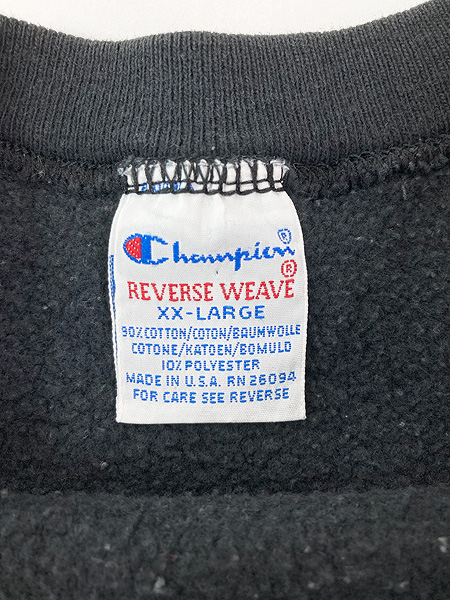 Champion®
REVERSE WEAVE®
XX-LARGE
90% COTTON/COTON/BAUMWOLLE
COTONE/KATOEN/BOMULD
10% POLYESTER
MADE IN U.S.A. RN 26094
FOR CARE SEE REVERSE